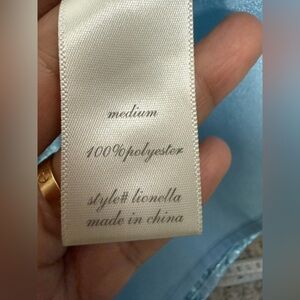 medium
100%polyester
style# lionella
made in china